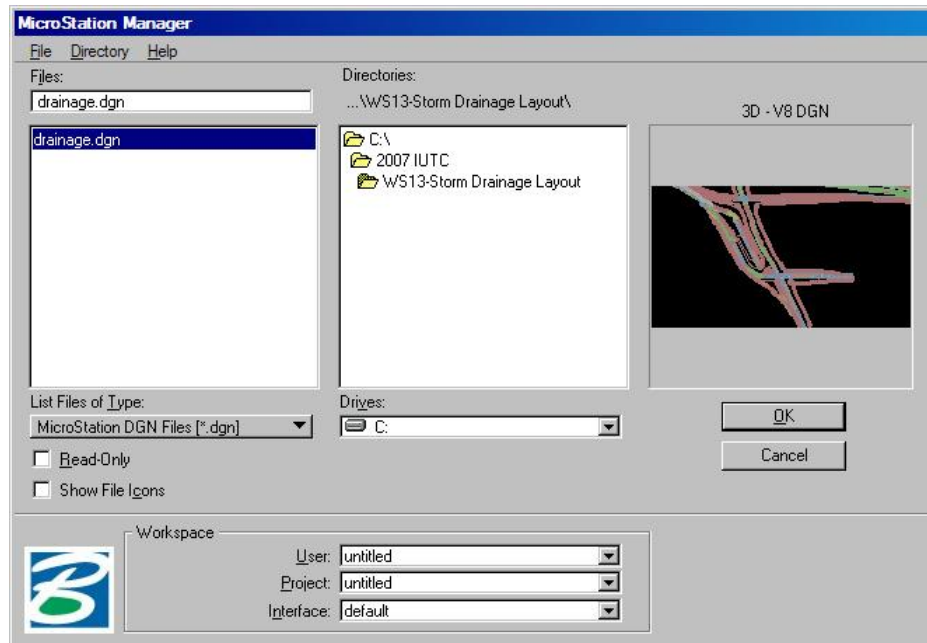 MicroStation Manager
File Directory Help
Files:
drainage.dgn
drainage.dgn
Directories:
...\WS13-Storm Drainage Layout\
C:\
2007 IUTC
WS13-Storm Drainage Layout
3D - V8 DGN
List Files of Type:
MicroStation DGN Files [*.dgn]
Drives:
C:
OK
Cancel
Read-Only
Show File Icons
Workspace
User: untitled
Project: untitled
Interface: default